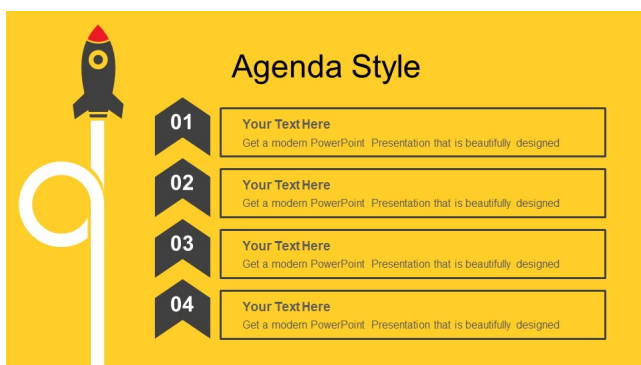 Agenda Style
01
Your Text Here
Get a modern PowerPoint Presentation that is beautifully designed
02
Your Text Here
Get a modern PowerPoint Presentation that is beautifully designed
03
Your Text Here
Get a modern PowerPoint Presentation that is beautifully designed
04
Your Text Here
Get a modern PowerPoint Presentation that is beautifully designed